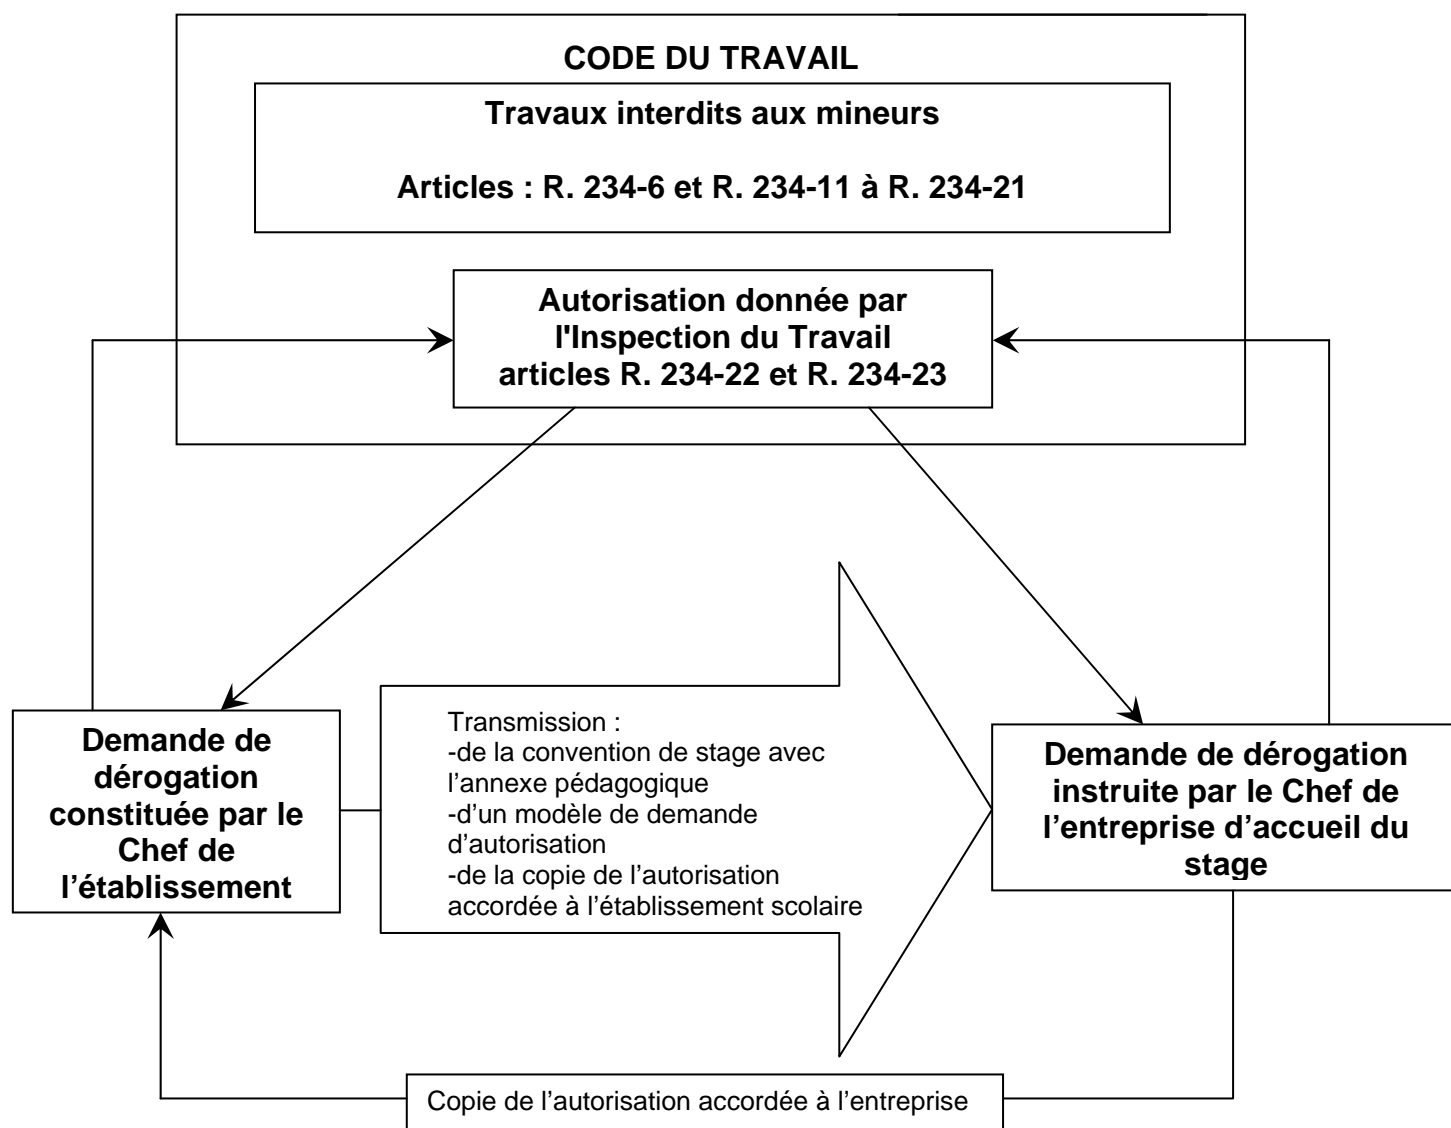 CODE DU TRAVAIL
Travaux interdits aux mineurs
Articles : R. 234-6 et R. 234-11 à R. 234-21
Autorisation donnée par
l'Inspection du Travail
articles R. 234-22 et R. 234-23
Demande de
dérogation
constituée par le
Chef de
l’établissement
Transmission :
-de la convention de stage avec
l’annexe pédagogique
-d’un modèle de demande
d’autorisation
-de la copie de l’autorisation
accordée à l’établissement scolaire
Demande de dérogation
instruite par le Chef de
l’entreprise d’accueil du
stage
Copie de l’autorisation accordée à l’entreprise